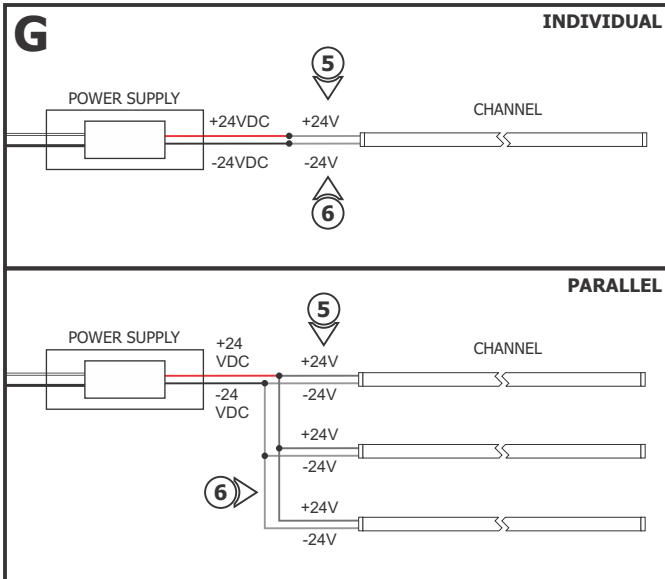 G
INDIVIDUAL
5
POWER SUPPLY
CHANNEL
+24VDC
+24V
-24VDC
-24V
6
PARALLEL
5
POWER SUPPLY
+24
VDC
+24V
CHANNEL
-24
VDC
-24V
+24V
-24V
6
+24V
-24V